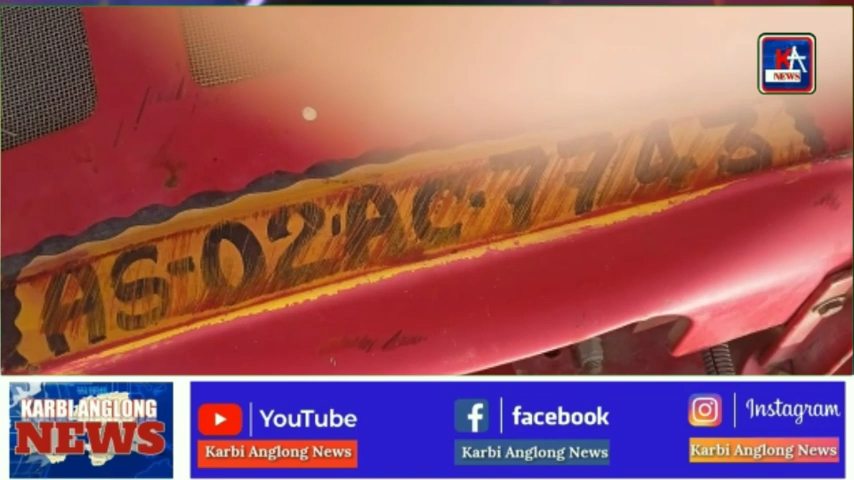 KA
NEWS
AS-02-AC-7743
KARBI ANGLONG
NEWS
YouTube
Karbi Anglong News
facebook
Karbi Anglong News
Instagram
Karbi Anglong News